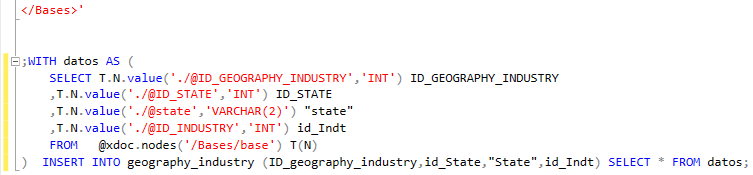 </Bases>'
;WITH datos AS (
SELECT T.N.value('./@ID_GEOGRAPHY_INDUSTRY','INT') ID_GEOGRAPHY_INDUSTRY
,T.N.value('./@ID_STATE','INT') ID_STATE
,T.N.value('./@state','VARCHAR(2)') "state"
,T.N.value('./@ID_INDUSTRY','INT') id_Indt
FROM   @xdoc.nodes('/Bases/base') T(N)
)  INSERT INTO geography_industry (ID_geography_industry,id_State,"State",id_Indt) SELECT * FROM datos;